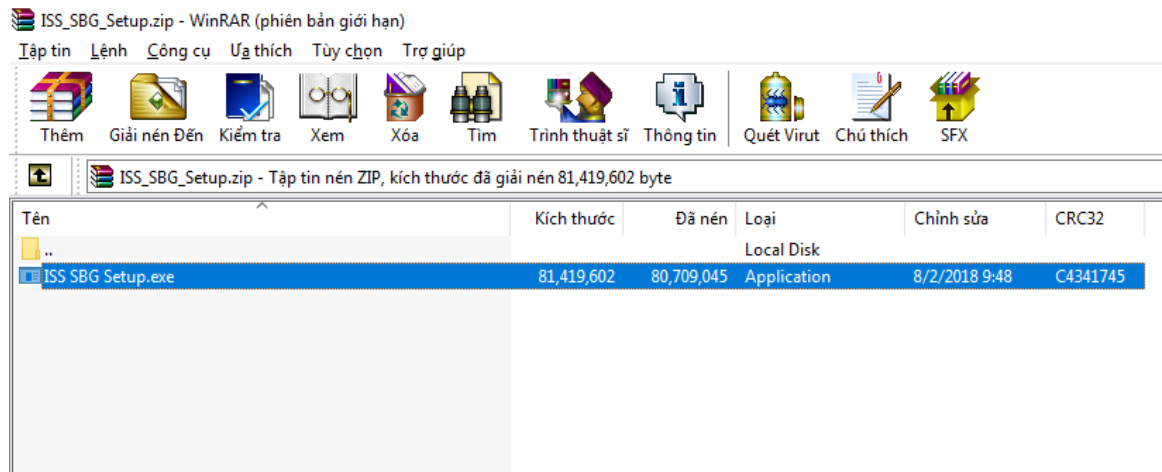 ISS_SBG_Setup.zip - WinRAR (phiên bản giới hạn)
Tập tin Lệnh Công cụ Ưa thích Tùy chọn Trợ giúp
Thêm Giải nén Đến Kiểm tra Xem Xóa Tìm Trình thuật sĩ Thông tin Quét Virut Chú thích SFX
ISS_SBG_Setup.zip - Tập tin nén ZIP, kích thước đã giải nén 81,419,602 byte
Tên Kích thước Đã nén Loại Chỉnh sửa CRC32
.. Local Disk
ISS SBG Setup.exe 81,419,602 80,709,045 Application 8/2/2018 9:48 C4341745